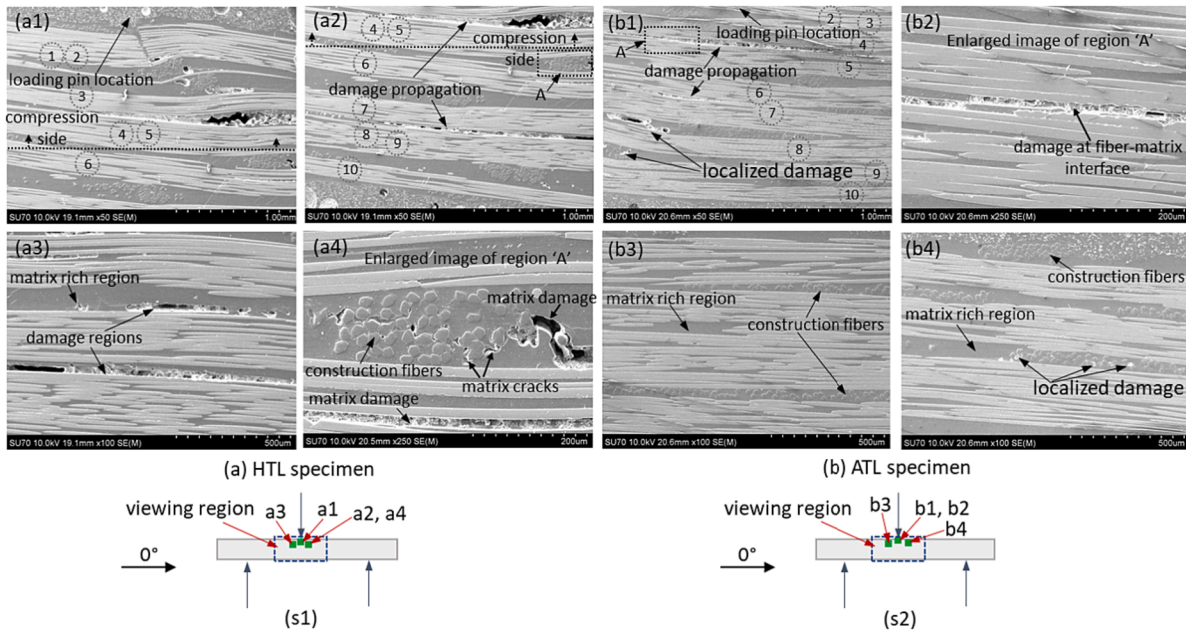 (a1)
1
2
loading pin location
3
compression
side
4
5
6
SU70 10.0kV 19.1mm x50 SE(M)
1.00mm
(a2)
4
5
compression
side
6
A
damage propagation
7
8
9
10
SU70 10.0kV 19.1mm x50 SE(M)
1.00mm
(b1)
2
3
loading pin location
A
4
damage propagation
5
6
7
8
localized damage
9
10
SU70 10.0kV 20.6mm x50 SE(M)
1.00mm
(b2)
Enlarged image of region ‘A’
damage at fiber-matrix
interface
SU70 10.0kV 20.6mm x250 SE(M)
200um
(a3)
matrix rich region
damage regions
SU70 10.0kV 19.1mm x100 SE(M)
500um
(a4)
Enlarged image of region ‘A’
matrix damage
construction fibers
matrix cracks
matrix damage
SU70 10.0kV 20.5mm x250 SE(M)
200um
(b3)
matrix rich region
construction fibers
SU70 10.0kV 20.6mm x100 SE(M)
500um
(b4)
construction fibers
matrix rich region
localized damage
SU70 10.0kV 20.6mm x100 SE(M)
500um
(a) HTL specimen
viewing region
a3
a1
a2, a4
0°
(s1)
(b) ATL specimen
viewing region
b3
b1, b2
b4
0°
(s2)